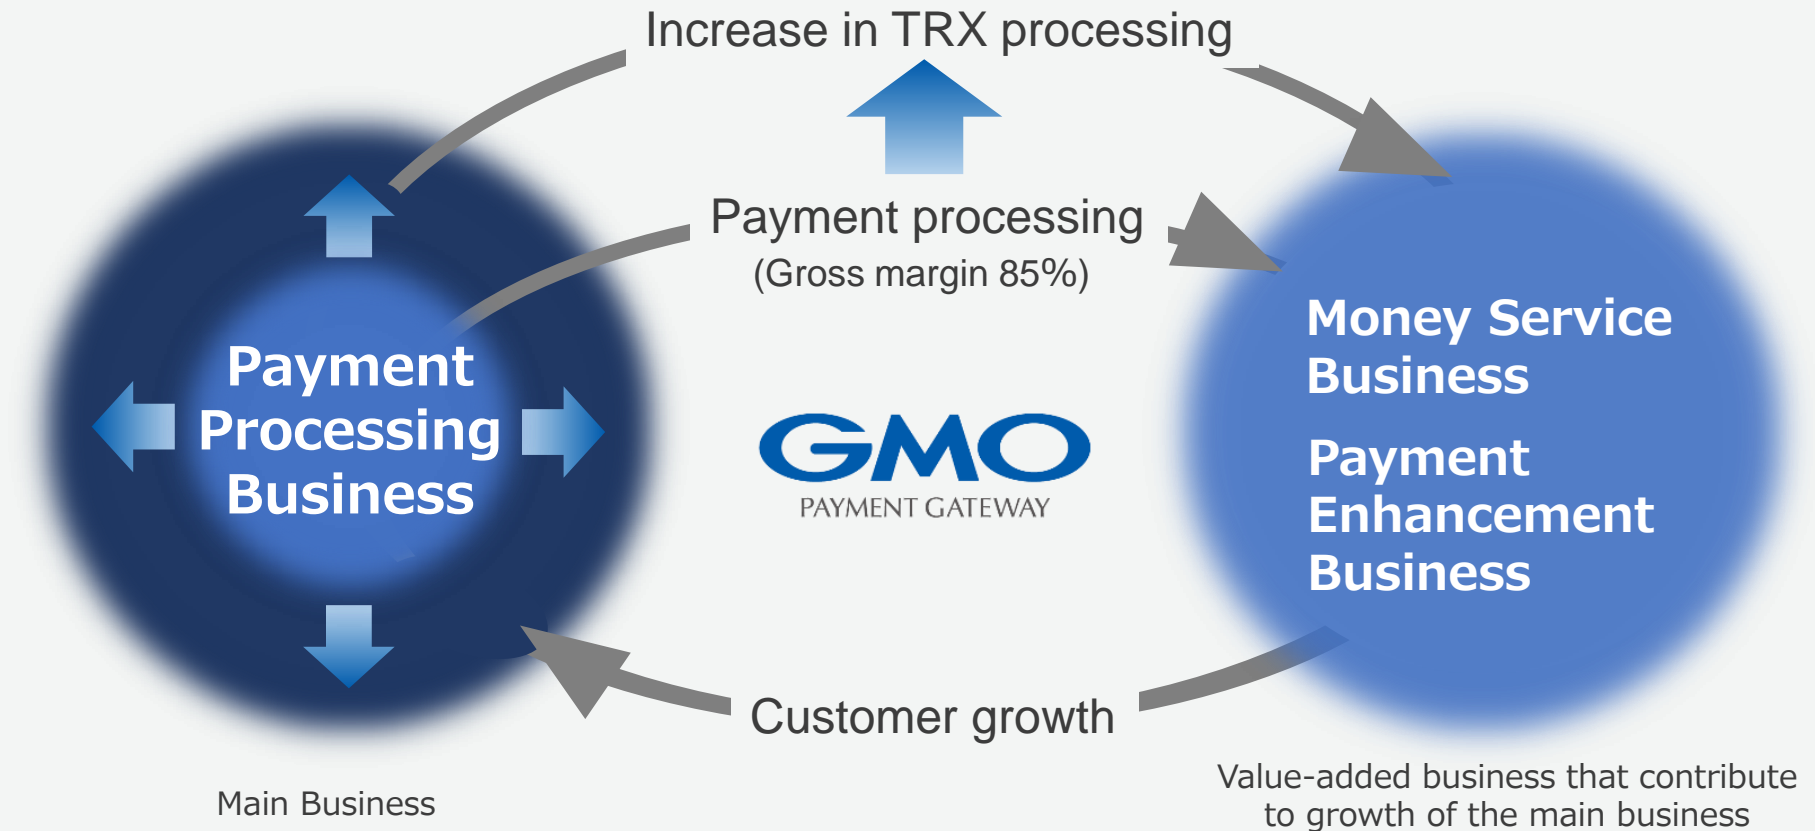 Increase in TRX processing
Payment processing
(Gross margin 85%)
Payment
Processing
Business
GMO
PAYMENT GATEWAY
Money Service
Business
Payment
Enhancement
Business
Customer growth
Main Business
Value-added business that contribute
to growth of the main business